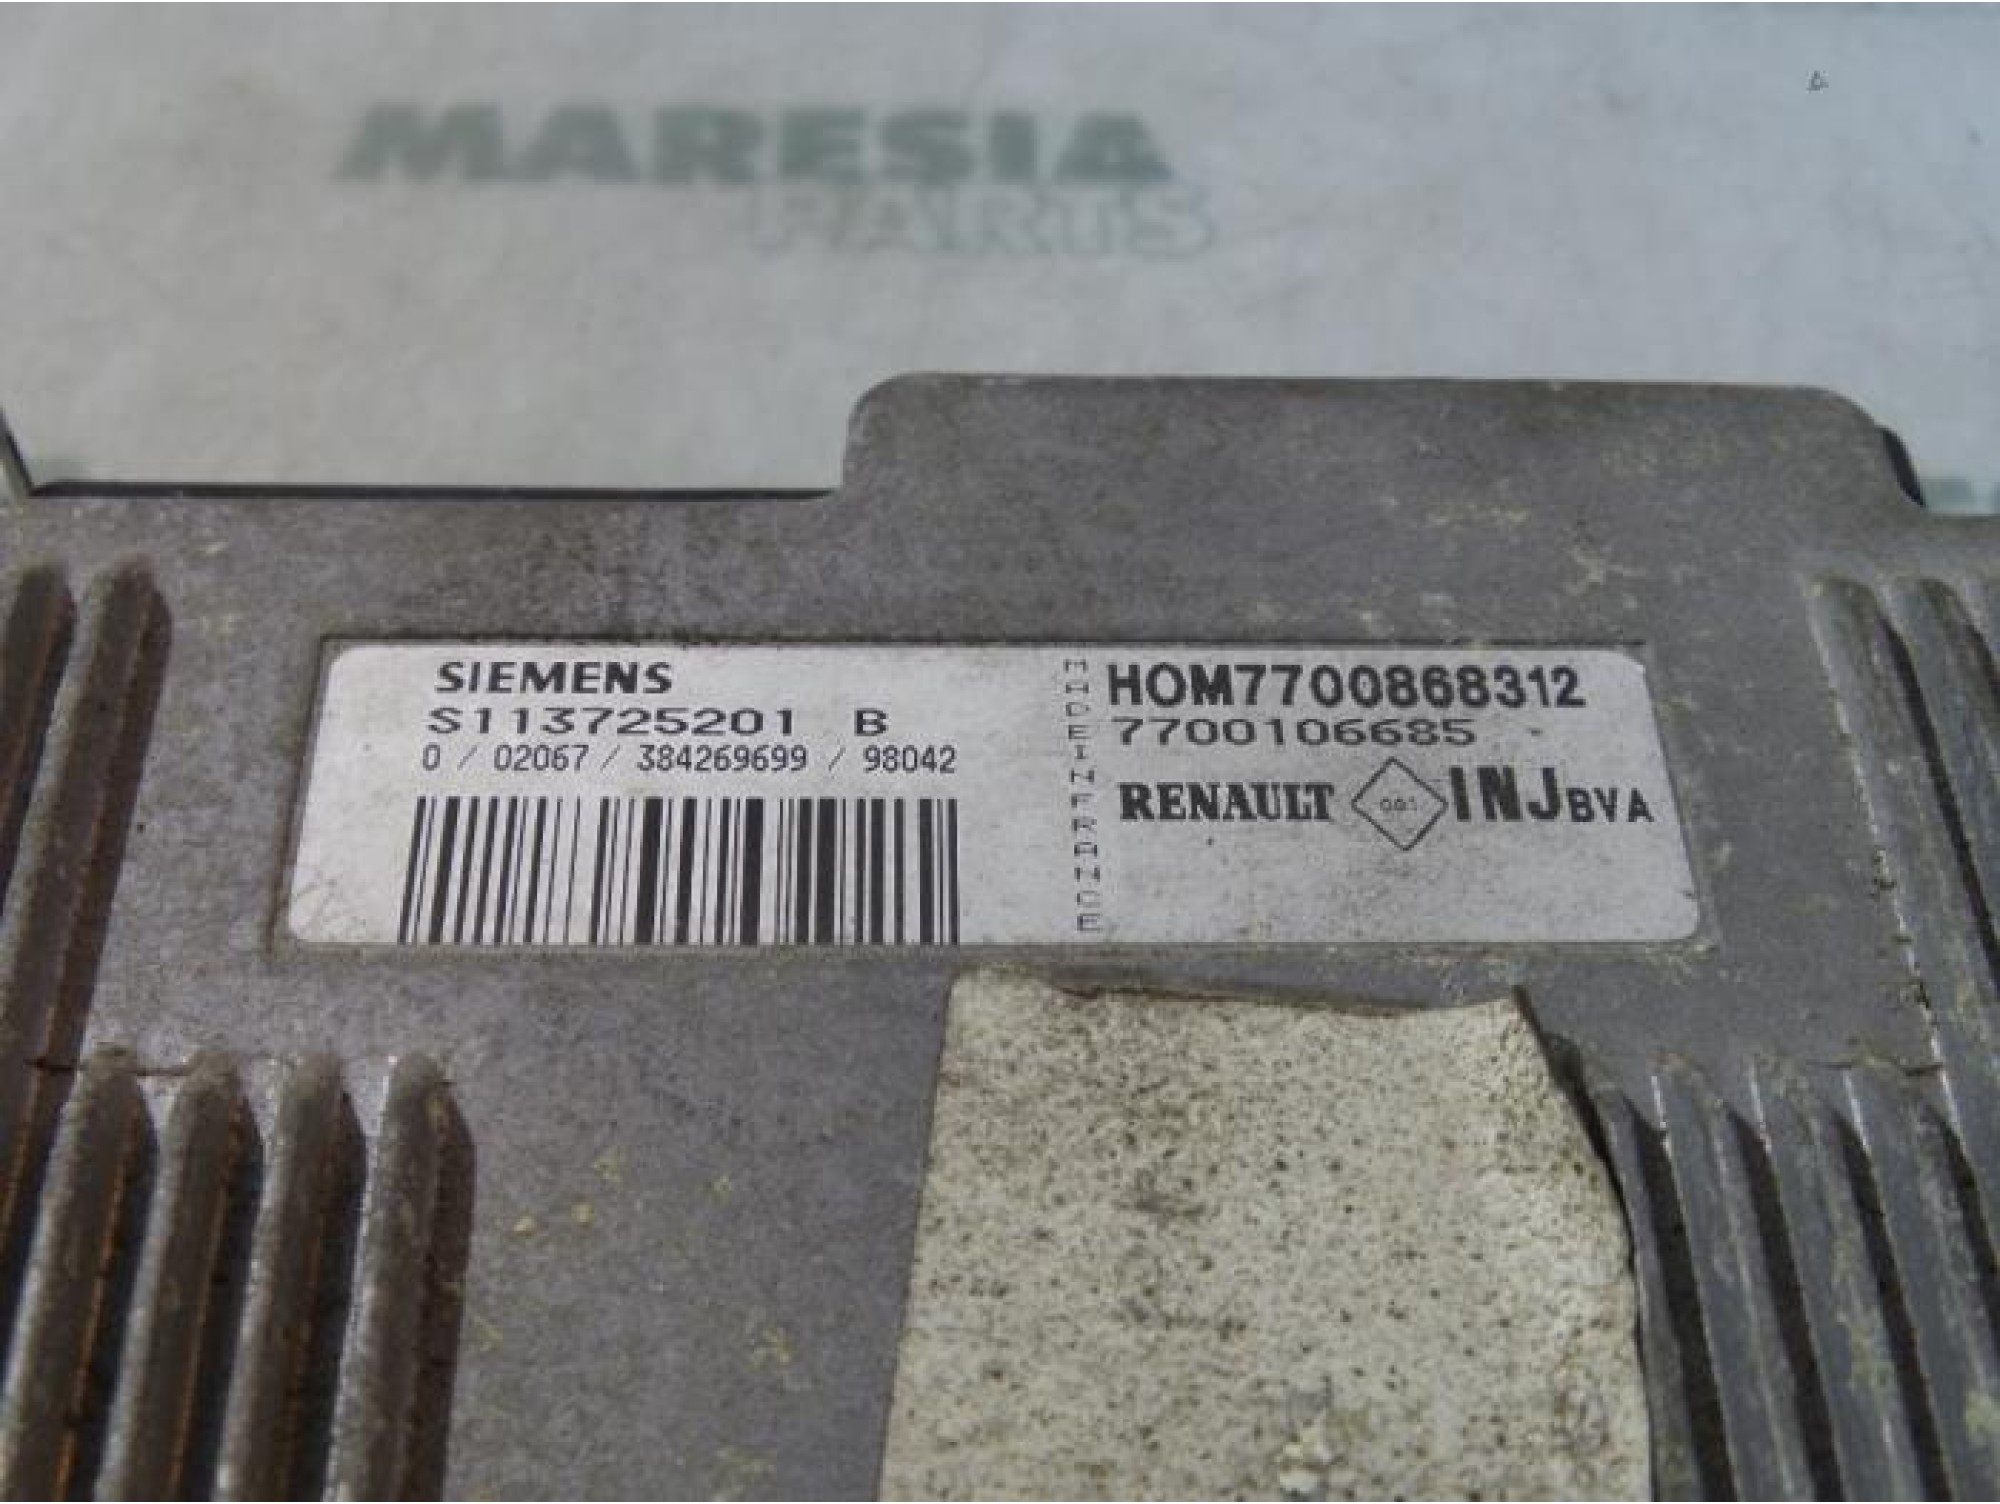 MARESIA
PARTS
SIEMENS
S113725201 B
0 / 02067 / 384269699 / 98042
MADE IN FRANCE
HOM7700868312
7700106685
RENAULT INJ BVA